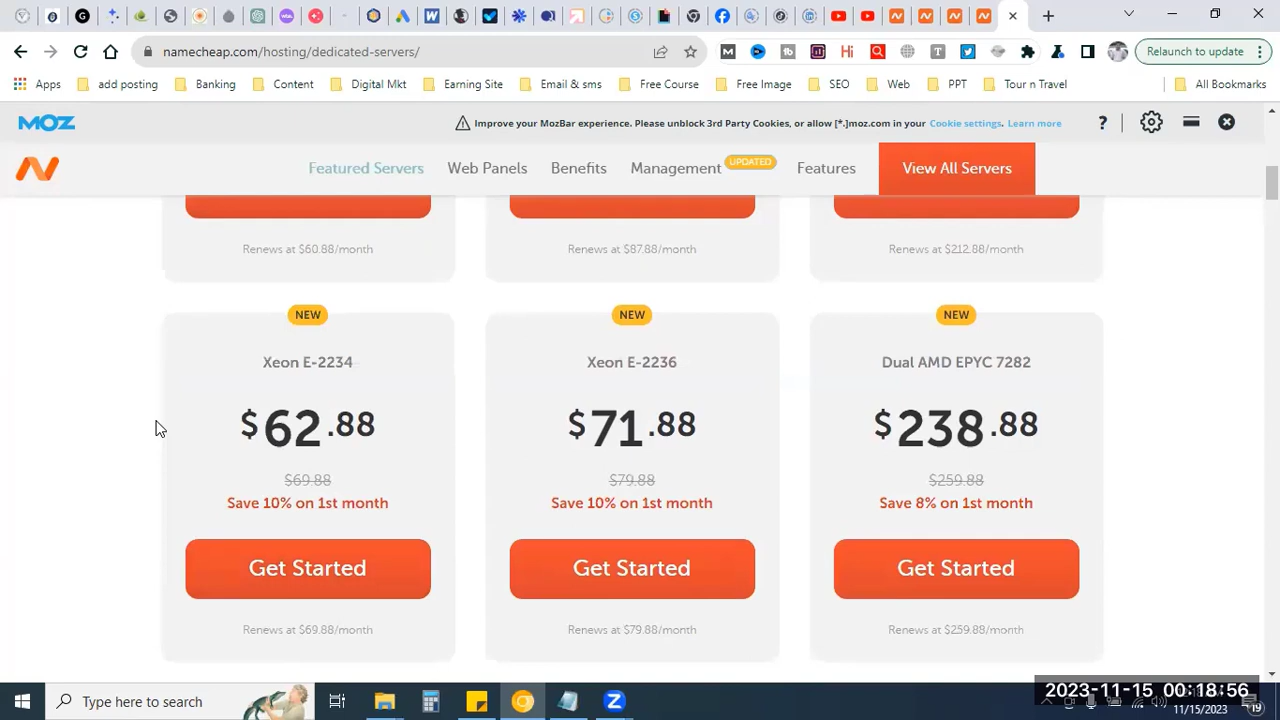 namecheap.com/hosting/dedicated-servers/
Relaunch to update
Apps
add posting
Banking
Content
Digital Mkt
Earning Site
Email & sms
Free Course
Free Image
SEO
Web
PPT
Tour n Travel
All Bookmarks
MOZ
Improve your MozBar experience. Please unblock 3rd Party Cookies, or allow [*.]moz.com in your Cookie settings. Learn more
Featured Servers
Web Panels
Benefits
Management
UPDATED
Features
View All Servers
Renews at $60.88/month
Renews at $87.88/month
Renews at $212.88/month
NEW
NEW
NEW
Xeon E-2234
Xeon E-2236
Dual AMD EPYC 7282
$62.88
$71.88
$238.88
$69.88
$79.88
$259.88
Save 10% on 1st month
Save 10% on 1st month
Save 8% on 1st month
Get Started
Get Started
Get Started
Renews at $69.88/month
Renews at $79.88/month
Renews at $259.88/month
Type here to search
2023-11-15 00:18:56
11/15/2023
19